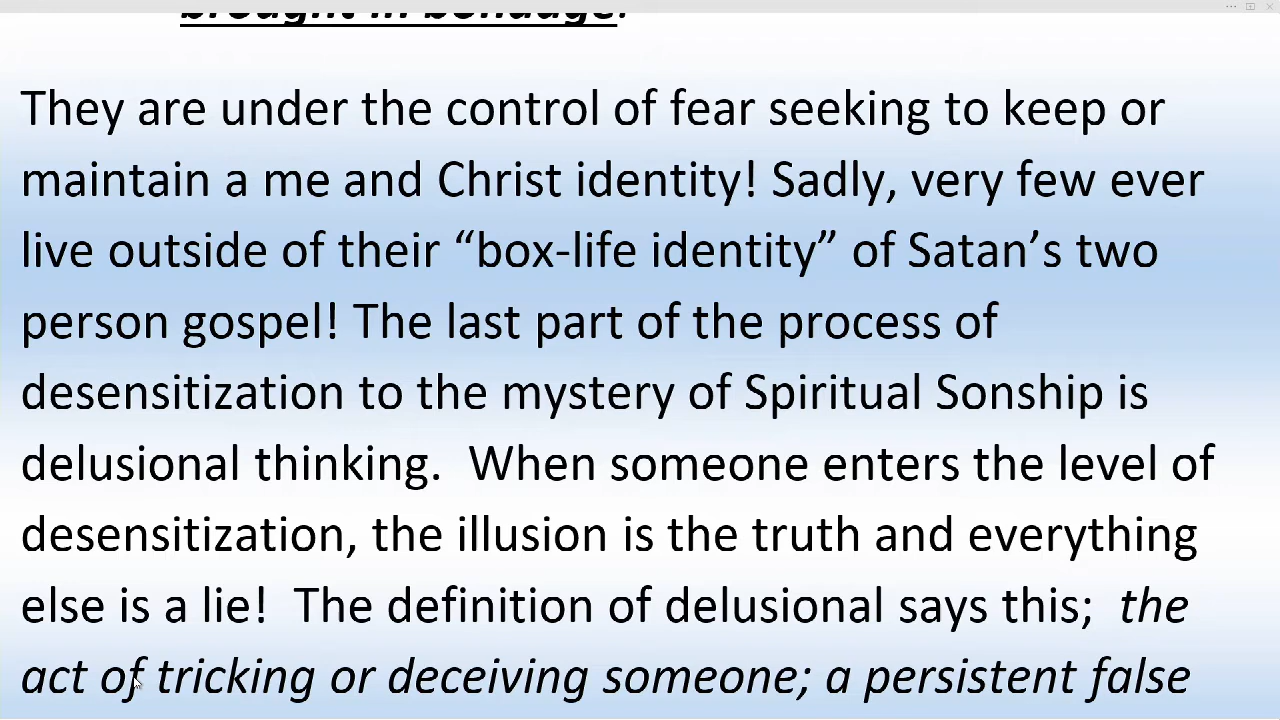 brought in bondage.
They are under the control of fear seeking to keep or
maintain a me and Christ identity! Sadly, very few ever
live outside of their “box-life identity” of Satan’s two
person gospel! The last part of the process of
desensitization to the mystery of Spiritual Sonship is
delusional thinking.  When someone enters the level of
desensitization, the illusion is the truth and everything
else is a lie!  The definition of delusional says this;  the
act of tricking or deceiving someone; a persistent false